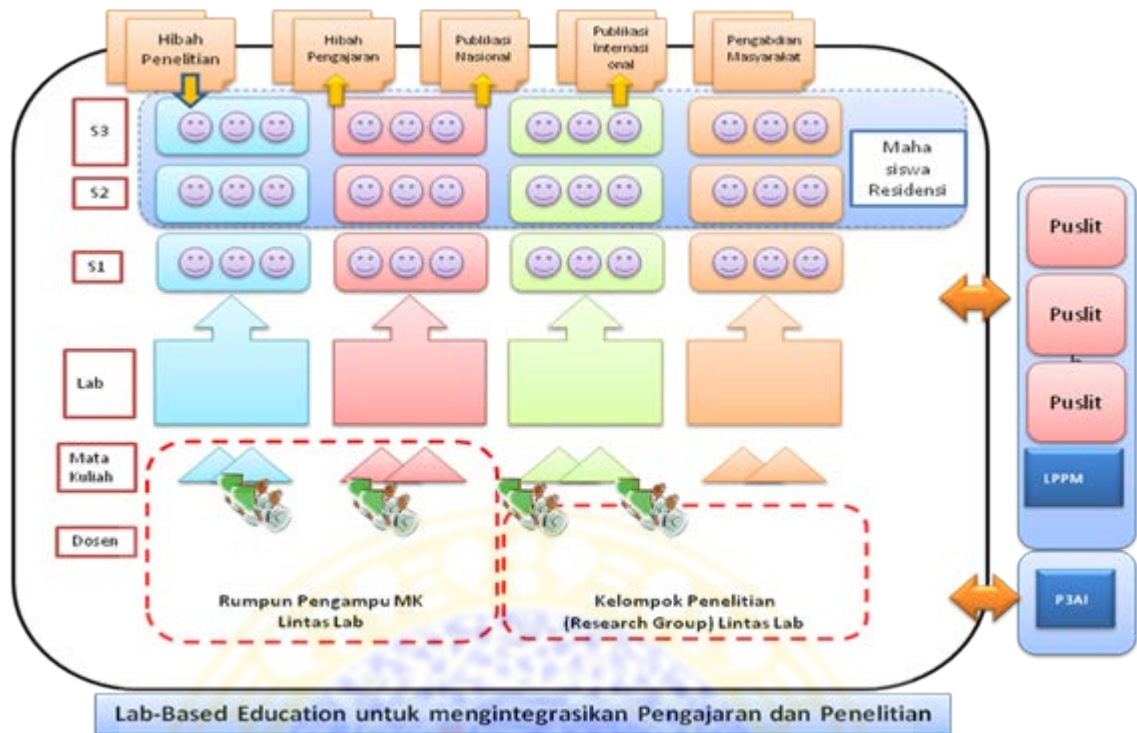 Hibah
Penelitian
Hibah
Pengajaran
Publikasi
Nasional
Publikasi
Internasi
onal
Pengabdian
Masyarakat
S3
S2
S1
Maha
siswa
Residensi
Lab
Mata
Kuliah
Dosen
Rumpun Pengampu MK
Lintas Lab
Kelompok Penelitian
(Research Group) Lintas Lab
Puslit
Puslit
Puslit
LPPM
P3AI
Lab-Based Education untuk mengintegrasikan Pengajaran dan Penelitian